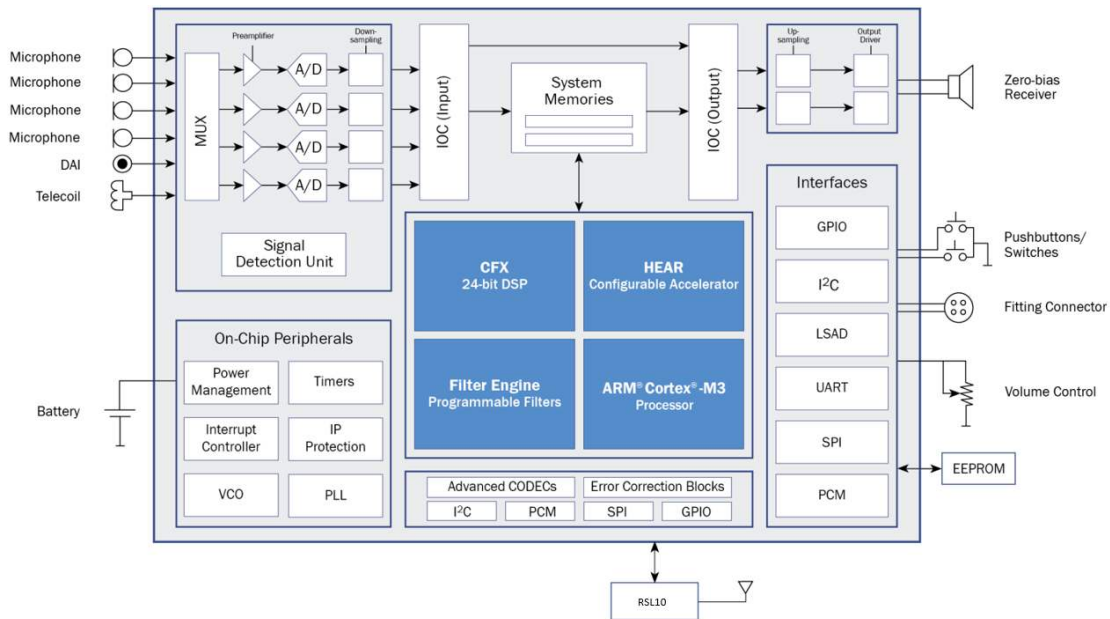 Microphone
Microphone
Microphone
Microphone
DAI
Telecoil
Battery
Preamplifier
Down-
sampling
MUX
A/D
A/D
A/D
A/D
Signal
Detection Unit
IOC (Input)
System
Memories
IOC (Output)
Up-
sampling
Output
Driver
Zero-bias
Receiver
CFX
24-bit DSP
HEAR
Configurable Accelerator
Filter Engine
Programmable Filters
ARM® Cortex®-M3
Processor
On-Chip Peripherals
Power
Management
Timers
Interrupt
Controller
IP
Protection
VCO
PLL
Advanced CODECs
Error Correction Blocks
I²C
PCM
SPI
GPIO
Interfaces
GPIO
I²C
LSAD
UART
SPI
PCM
Pushbuttons/
Switches
Fitting Connector
Volume Control
EEPROM
RSL10